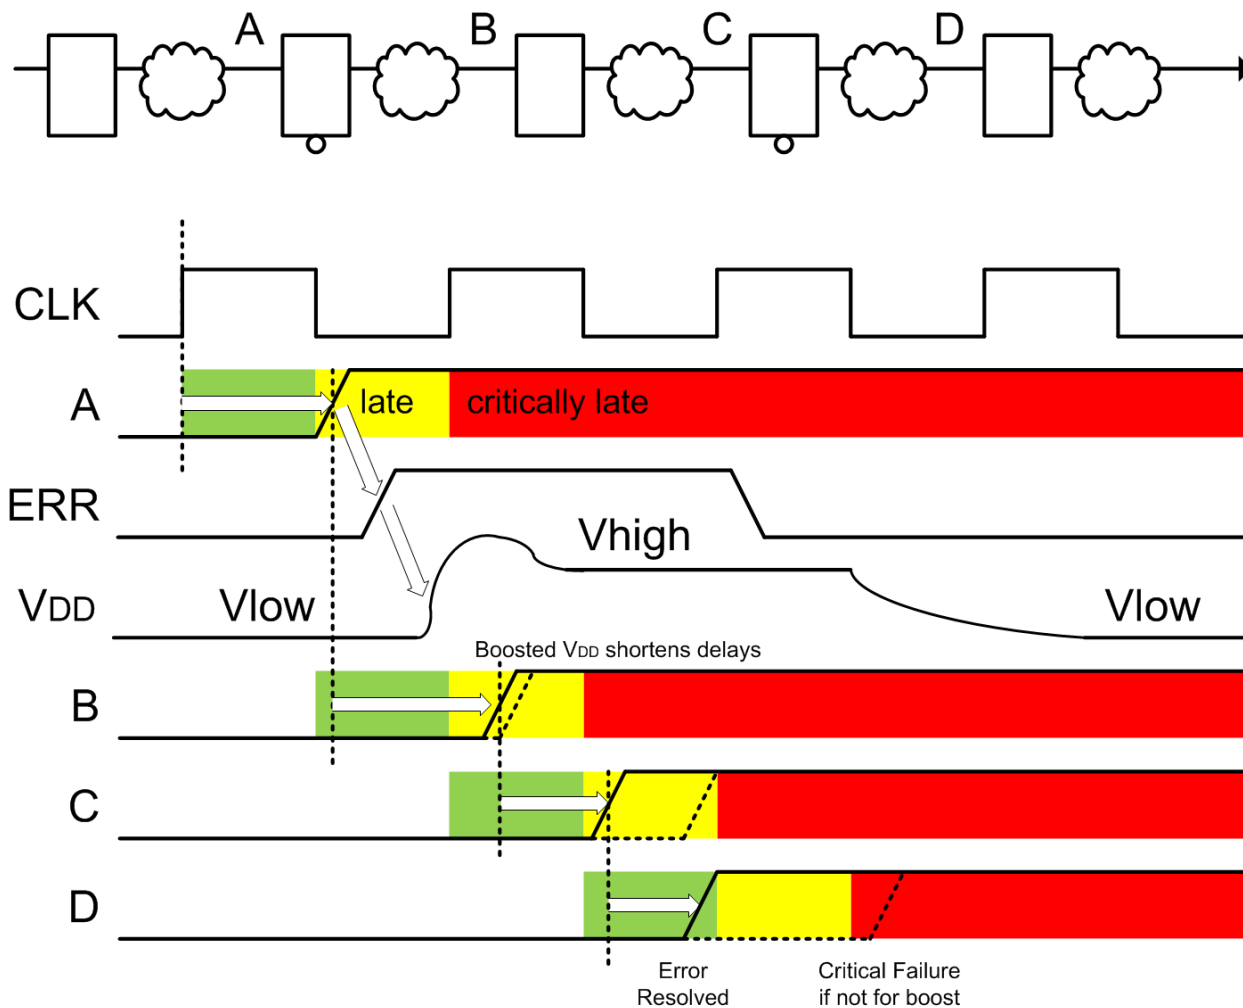 A B C D
CLK
A late critically late
ERR
Vhigh
VDD Vlow Vlow
Boosted VDD shortens delays
B
C
D
Error Critical Failure
Resolved if not for boost